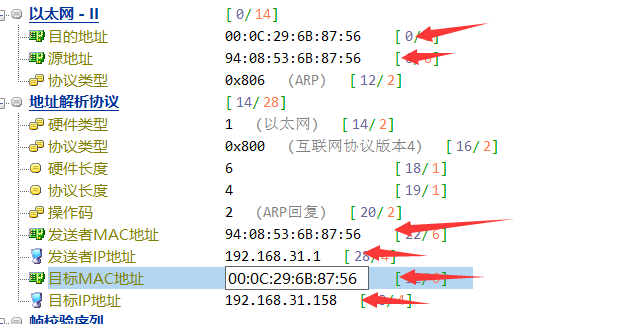 以太网 - II [ 0/14]
目的地址 00:0C:29:6B:87:56 [ 0/
源地址 94:08:53:6B:87:56 [
协议类型 0x806 (ARP) [12/ 2]
地址解析协议 [14/28]
硬件类型 1 (以太网) [14/ 2]
协议类型 0x800 (互联网协议版本4) [16/ 2]
硬件长度 6 [18/ 1]
协议长度 4 [19/ 1]
操作码 2 (ARP回复) [20/ 2]
发送者MAC地址 94:08:53:6B:87:56 [22/ 6]
发送者IP地址 192.168.31.1 [28/ 4]
目标MAC地址 00:0C:29:6B:87:56 [
目标IP地址 192.168.31.158 4]
帧校验序列